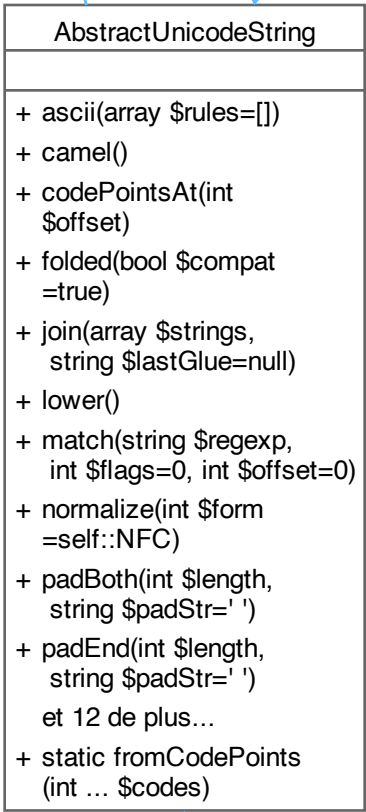 AbstractUnicodeString
+ ascii(array $rules=[])
+ camel()
+ codePointsAt(int
$offset)
+ folded(bool $compat
=true)
+ join(array $strings,
string $lastGlue=null)
+ lower()
+ match(string $regexp,
int $flags=0, int $offset=0)
+ normalize(int $form
=self::NFC)
+ padBoth(int $length,
string $padStr=' ')
+ padEnd(int $length,
string $padStr=' ')
et 12 de plus...
+ static fromCodePoints
(int ... $codes)